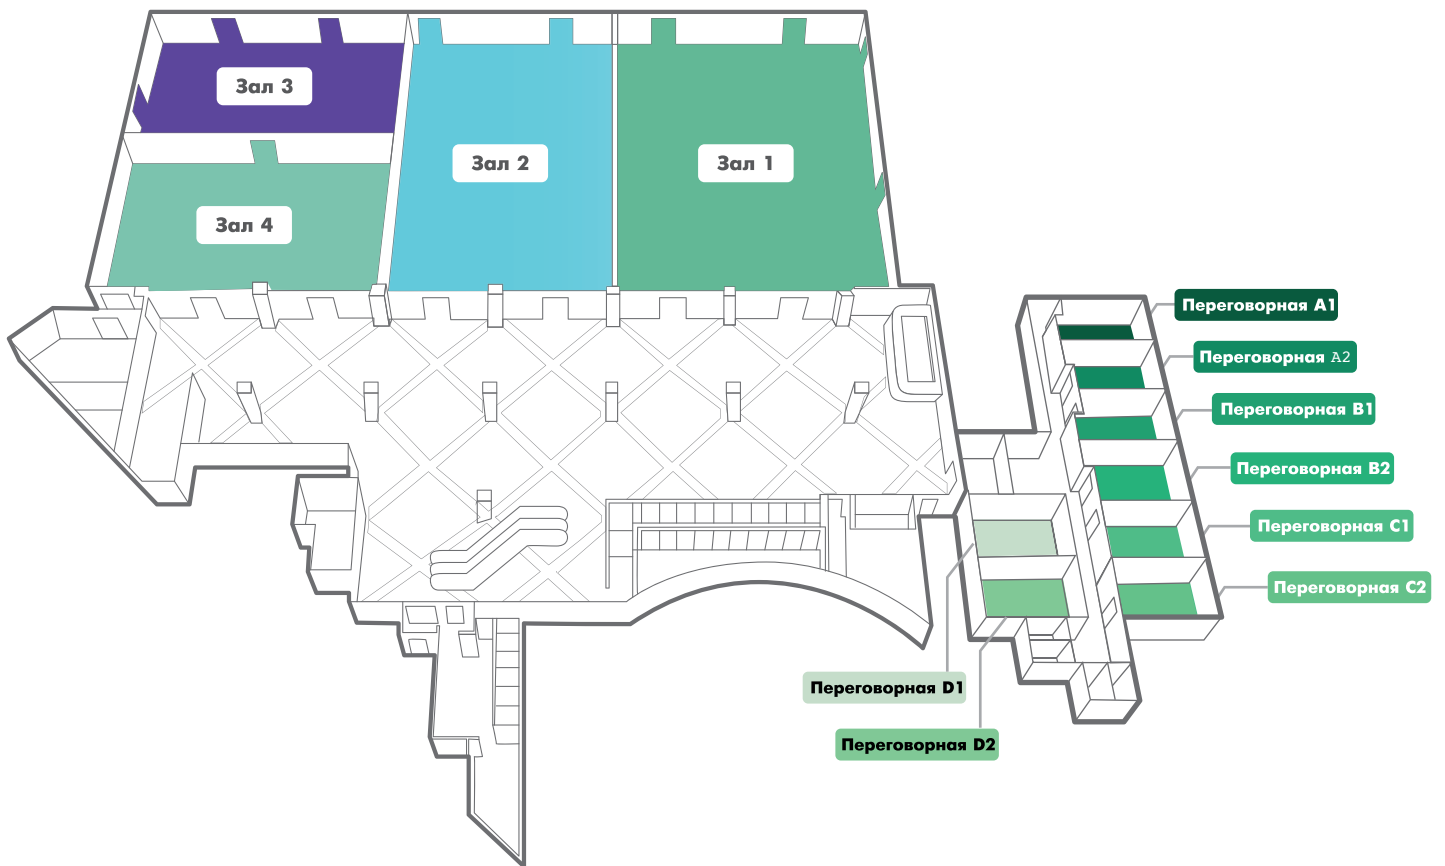 Зал 3
Зал 2
Зал 1
Зал 4
Переговорная A1
Переговорная A2
Переговорная B1
Переговорная B2
Переговорная C1
Переговорная C2
Переговорная D1
Переговорная D2